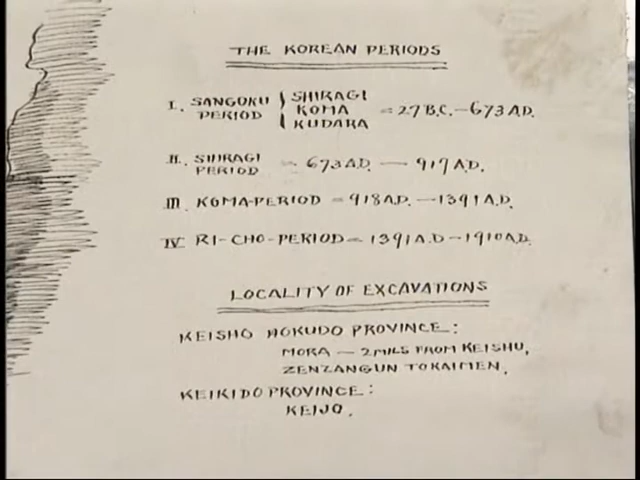 THE KOREAN PERIODS
I. SANGOKU PERIOD { SHIRAGI KOMA KUDARA = 27 B.C. — 673 A.D.
II. SHIRAGI PERIOD = 673 A.D. — 917 A.D.
III. KOMA-PERIOD = 918 A.D. — 1391 A.D.
IV RI-CHO-PERIOD = 1391 A.D — 1910 A.D.
LOCALITY OF EXCAVATIONS
KEISHO HOKUDO PROVINCE:
MORA — 2 MILS FROM KEISHU,
ZENZANGUN TOKAIMEN.
KEIKIDO PROVINCE:
KEIJO.